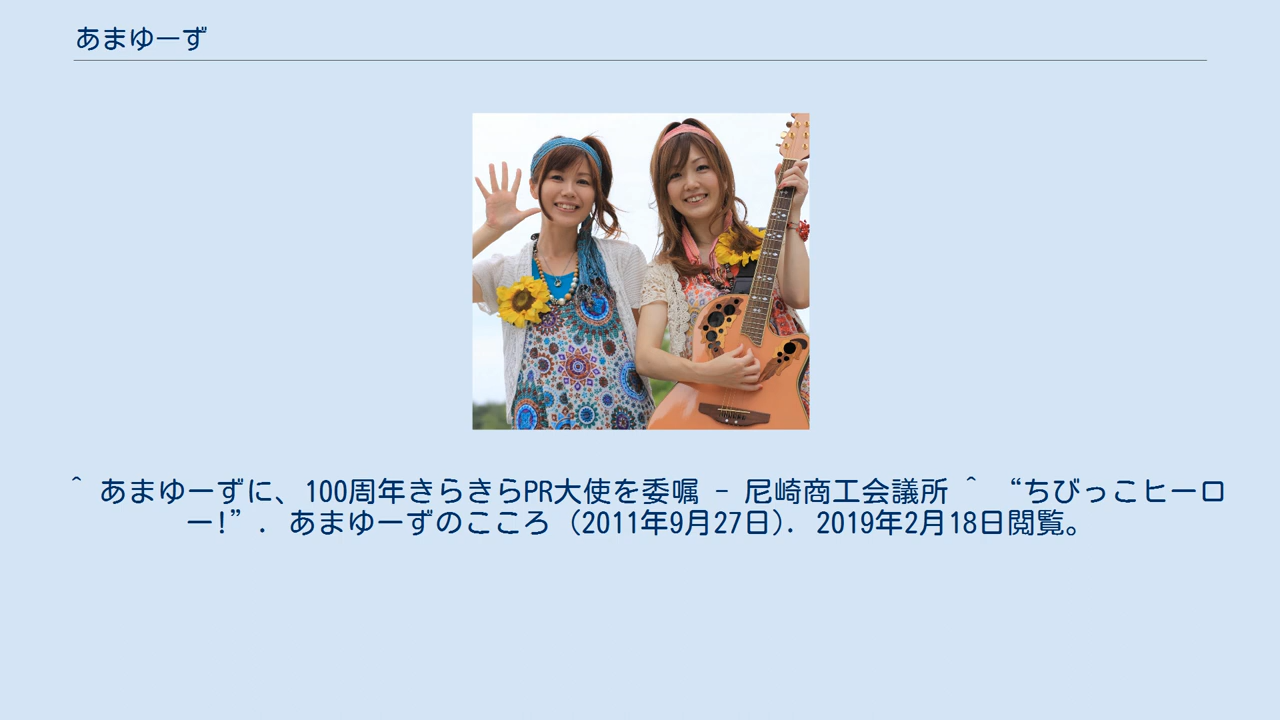 あまゆーず
^ あまゆーずに、100周年きらきらPR大使を委嘱 - 尼崎商工会議所 ^ “ちびっこヒーロ
ー!”. あまゆーずのこころ (2011年9月27日). 2019年2月18日閲覧。